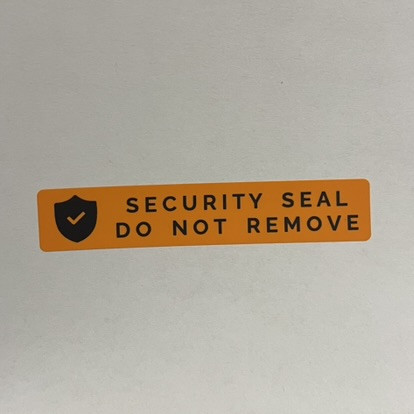 SECURITY SEAL
DO NOT REMOVE